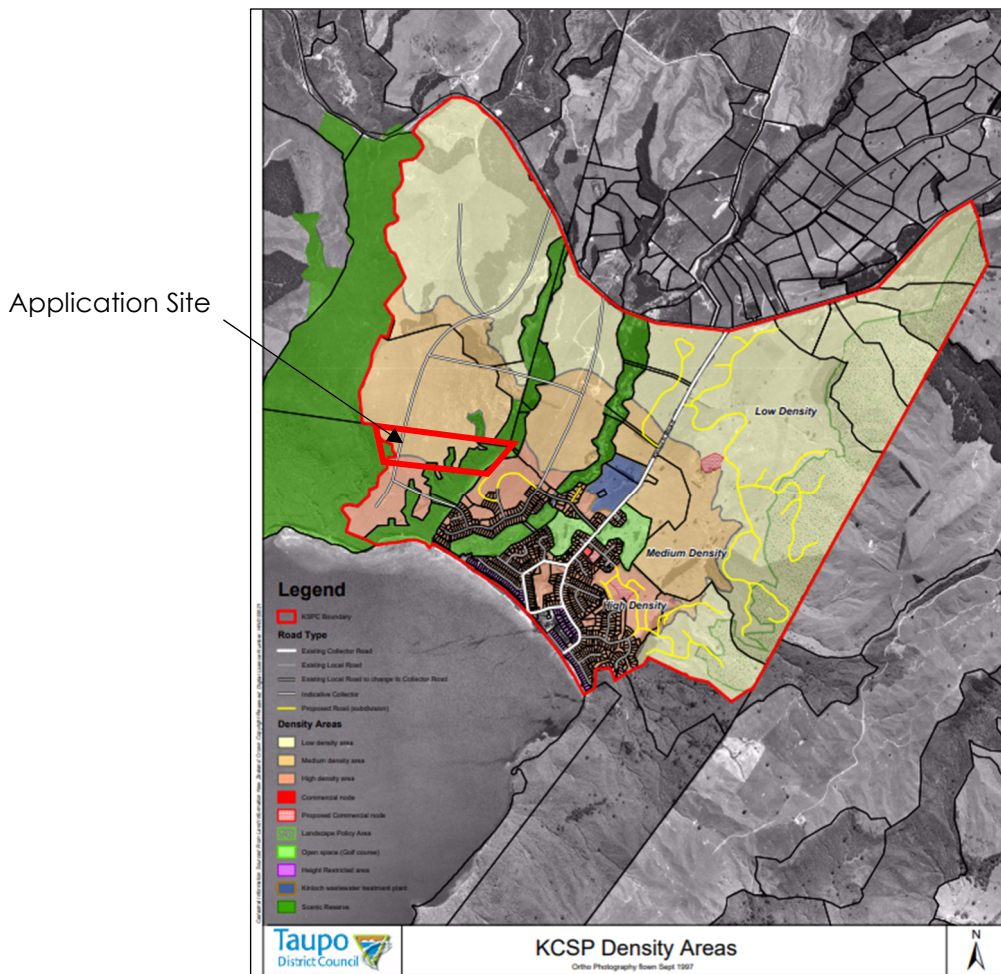 Application Site
Low Density
Medium Density
High Density
Legend
KSPC Boundary
Road Type
Existing Collector Road
Existing Local Road
Existing Local Road to change to Collector Road
Indicative Collector
Proposed Road (subdivision)
Density Areas
Low density area
Medium density area
High density area
Commercial node
Proposed Commercial node
Landscape Policy Area
Open space (Golf course)
Height Restricted area
Kinloch wastewater treatment plant
Scenic Reserve
Taupo
District Council
KCSP Density Areas
Ortho Photography flown Sept 1997
N